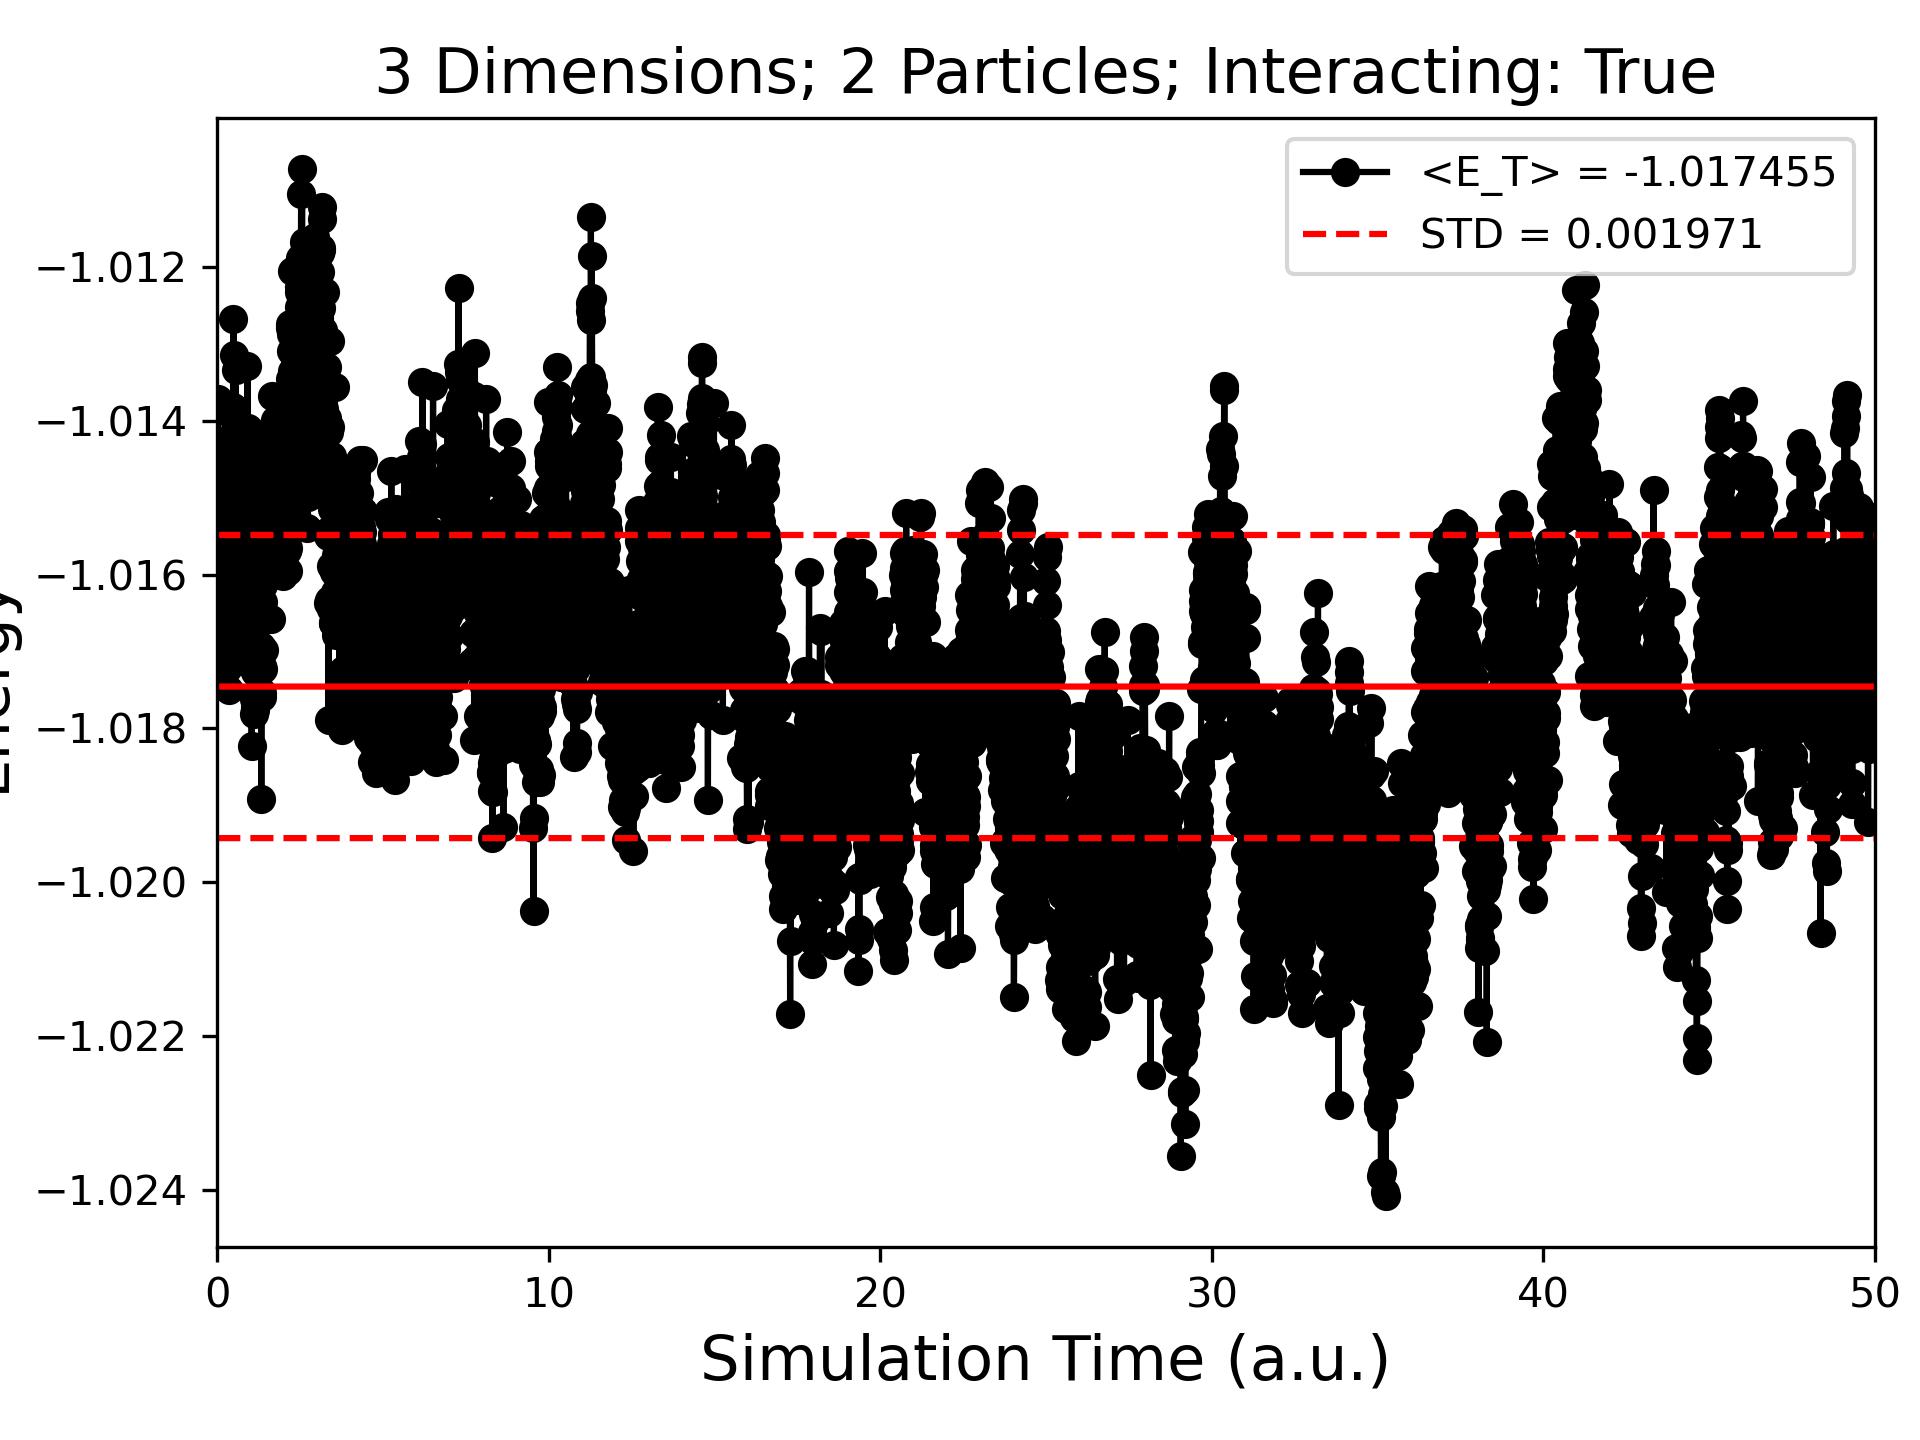 3 Dimensions; 2 Particles; Interacting: True
<E_T> = -1.017455
STD = 0.001971
−1.012
−1.014
−1.016
−1.018
−1.020
−1.022
−1.024
Energy
0 10 20 30 40 50
Simulation Time (a.u.)